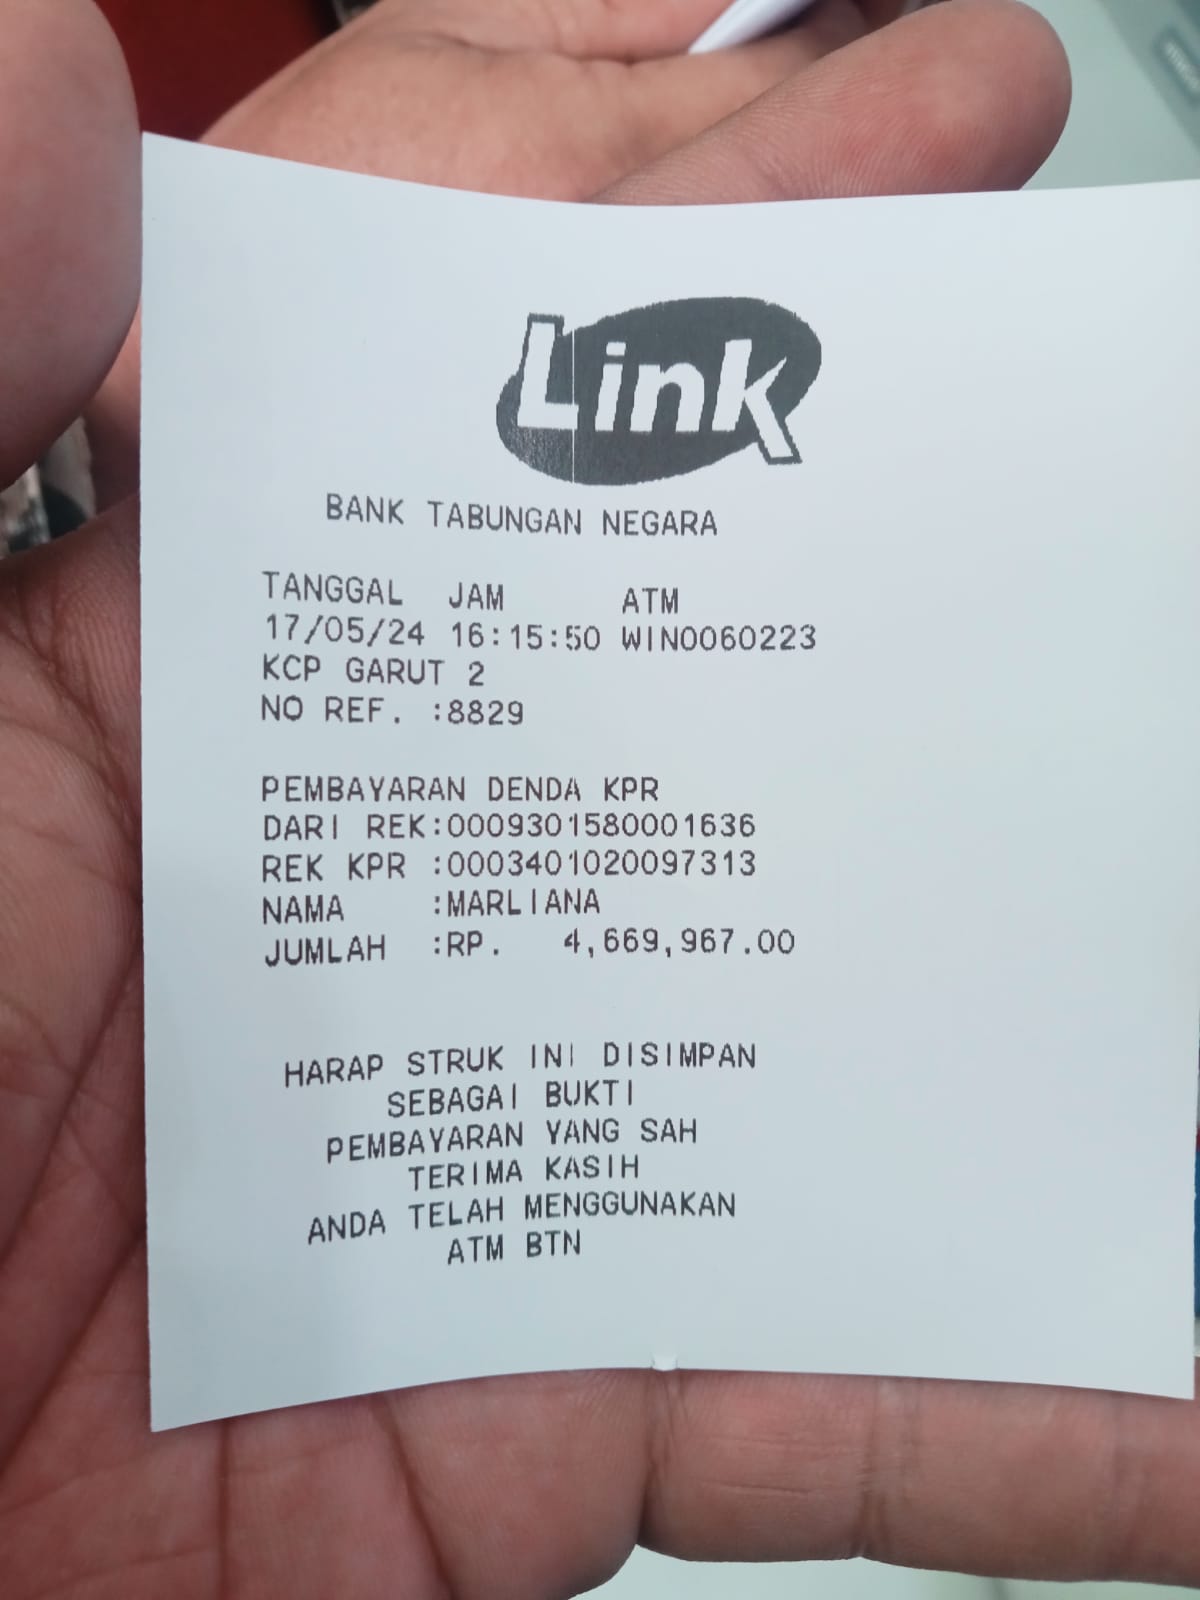 Link
BANK TABUNGAN NEGARA
TANGGAL JAM ATM
17/05/24 16:15:50 WIN0060223
KCP GARUT 2
NO REF. :8829
PEMBAYARAN DENDA KPR
DARI REK:0009301580001636
REK KPR :0003401020097313
NAMA :MARLIANA
JUMLAH :RP. 4,669,967.00
HARAP STRUK INI DISIMPAN
SEBAGAI BUKTI
PEMBAYARAN YANG SAH
TERIMA KASIH
ANDA TELAH MENGGUNAKAN
ATM BTN